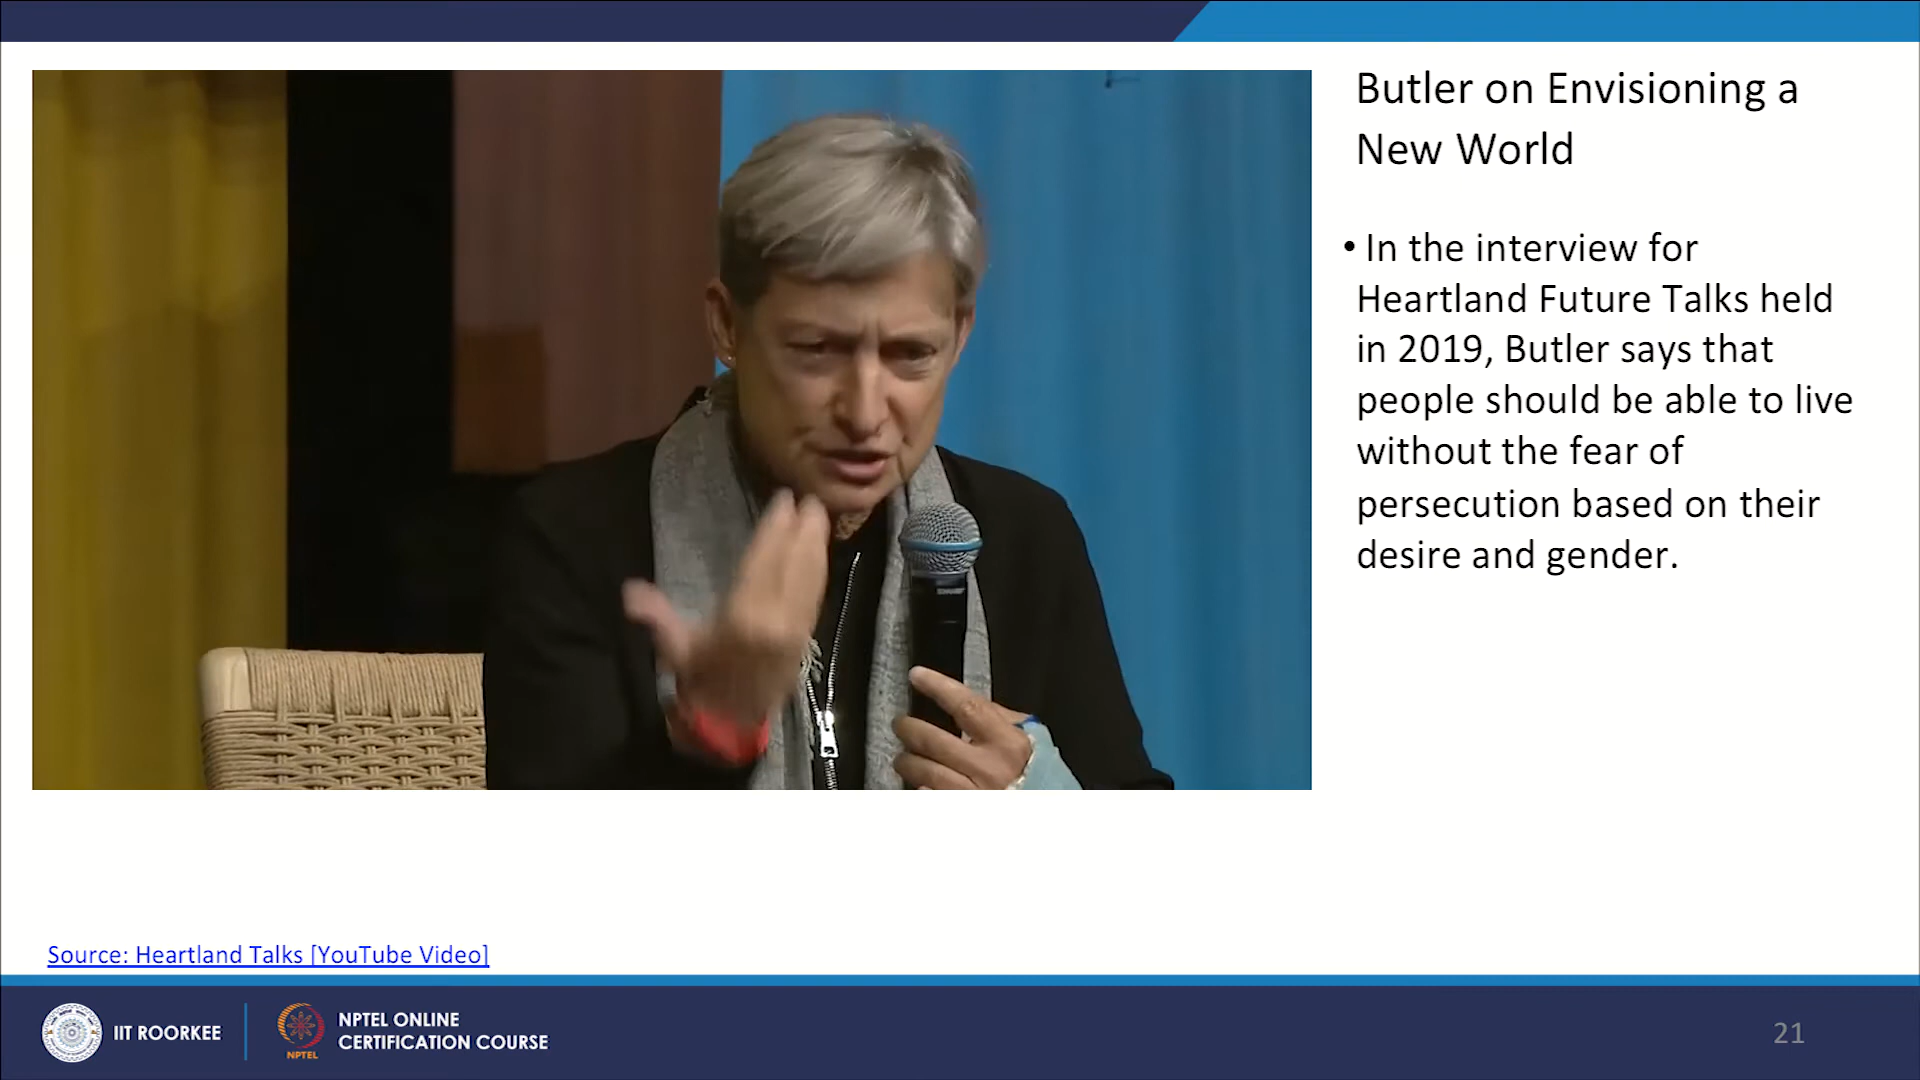 Butler on Envisioning a
New World
• In the interview for
Heartland Future Talks held
in 2019, Butler says that
people should be able to live
without the fear of
persecution based on their
desire and gender.
Source: Heartland Talks [YouTube Video]
IIT ROORKEE
NPTEL
NPTEL ONLINE
CERTIFICATION COURSE
21